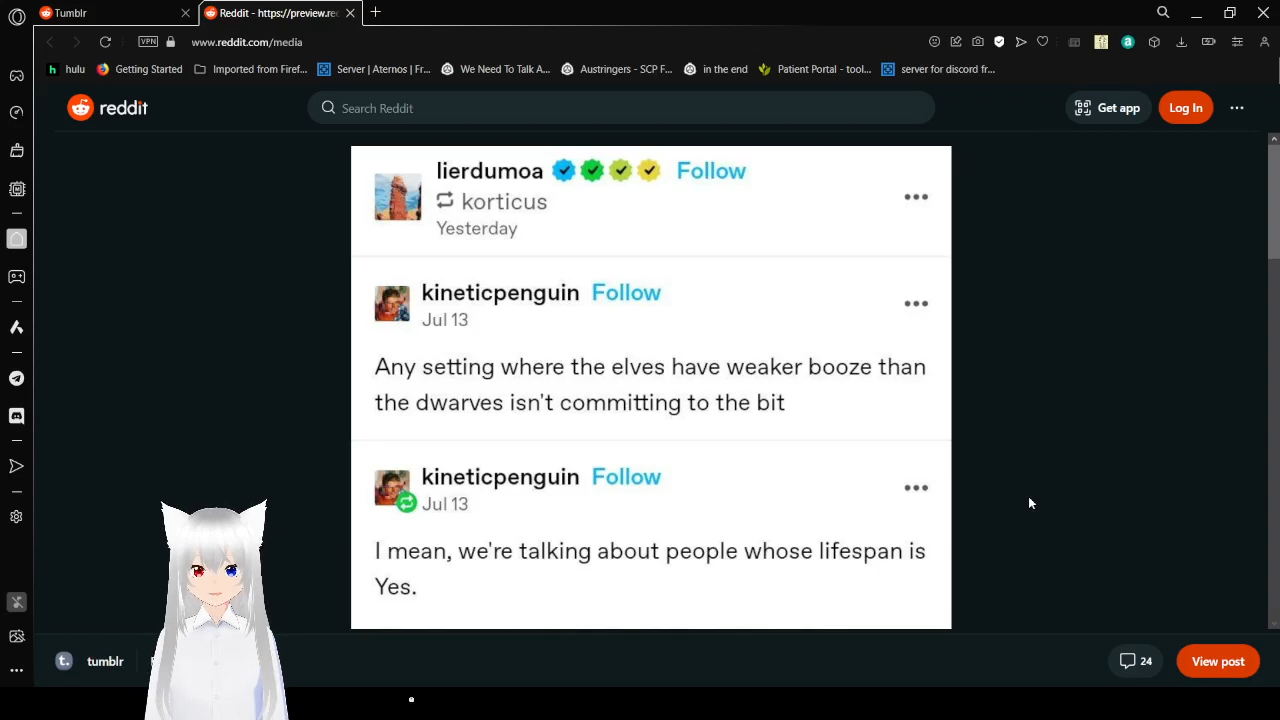 Tumblr
Reddit - https://preview.rec
VPN
www.reddit.com/media
hulu
Getting Started
Imported from Firef...
Server | Aternos | Fr...
We Need To Talk A...
Austringers - SCP F...
in the end
Patient Portal - tool...
server for discord fr...
reddit
Search Reddit
Get app
Log In
lierdumoa Follow
korticus
Yesterday
kineticpenguin Follow
Jul 13
Any setting where the elves have weaker booze than
the dwarves isn't committing to the bit
kineticpenguin Follow
Jul 13
I mean, we're talking about people whose lifespan is
Yes.
t. tumblr
24
View post